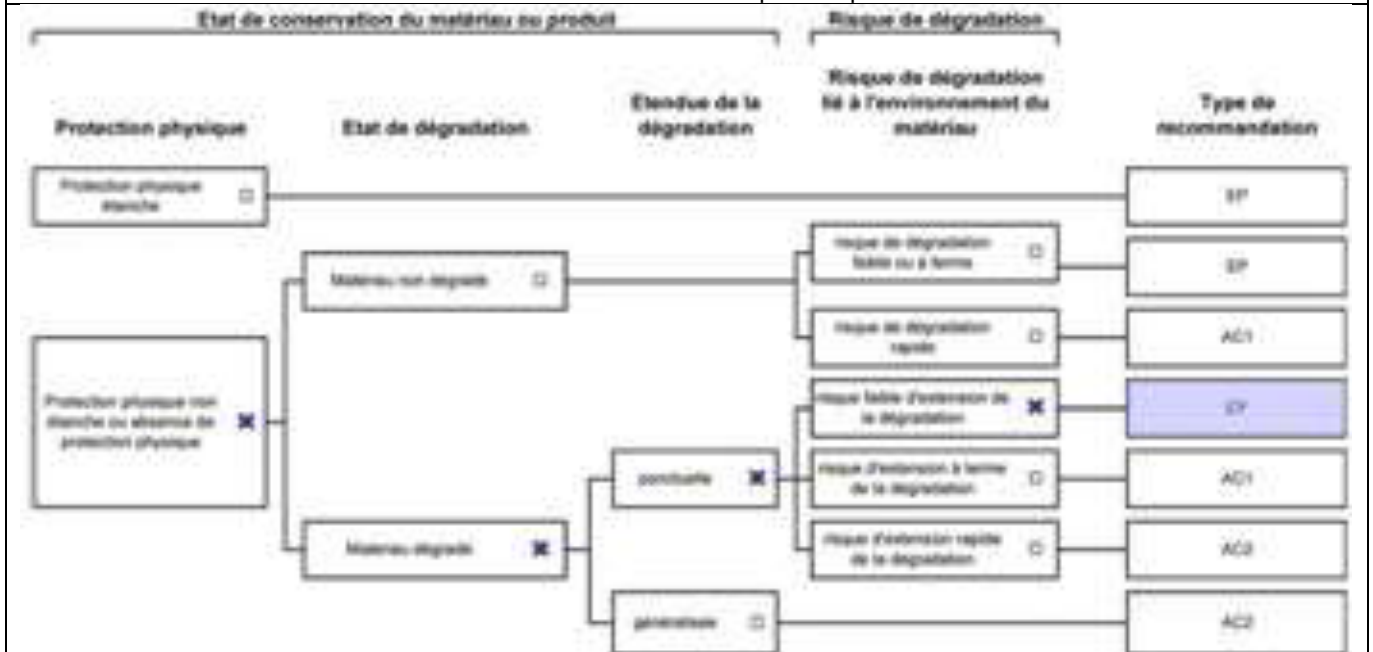 Etat de conservation du matériau ou produit
Risque de dégradation
Protection physique
Etat de dégradation
Etendue de la
dégradation
Risque de dégradation
lié à l'environnement du
matériau
Type de
recommandation
Protection physique
étanche
EP
Matériau non dégradé
risque de dégradation
faible ou à terme
EP
risque de dégradation
rapide
AC1
Protection physique non
étanche ou absence de
protection physique
risque faible d'extension de
la dégradation
ponctuelle
risque d'extension à terme
de la dégradation
AC1
Matériau dégradé
risque d'extension rapide
de la dégradation
AC2
généralisée
AC2